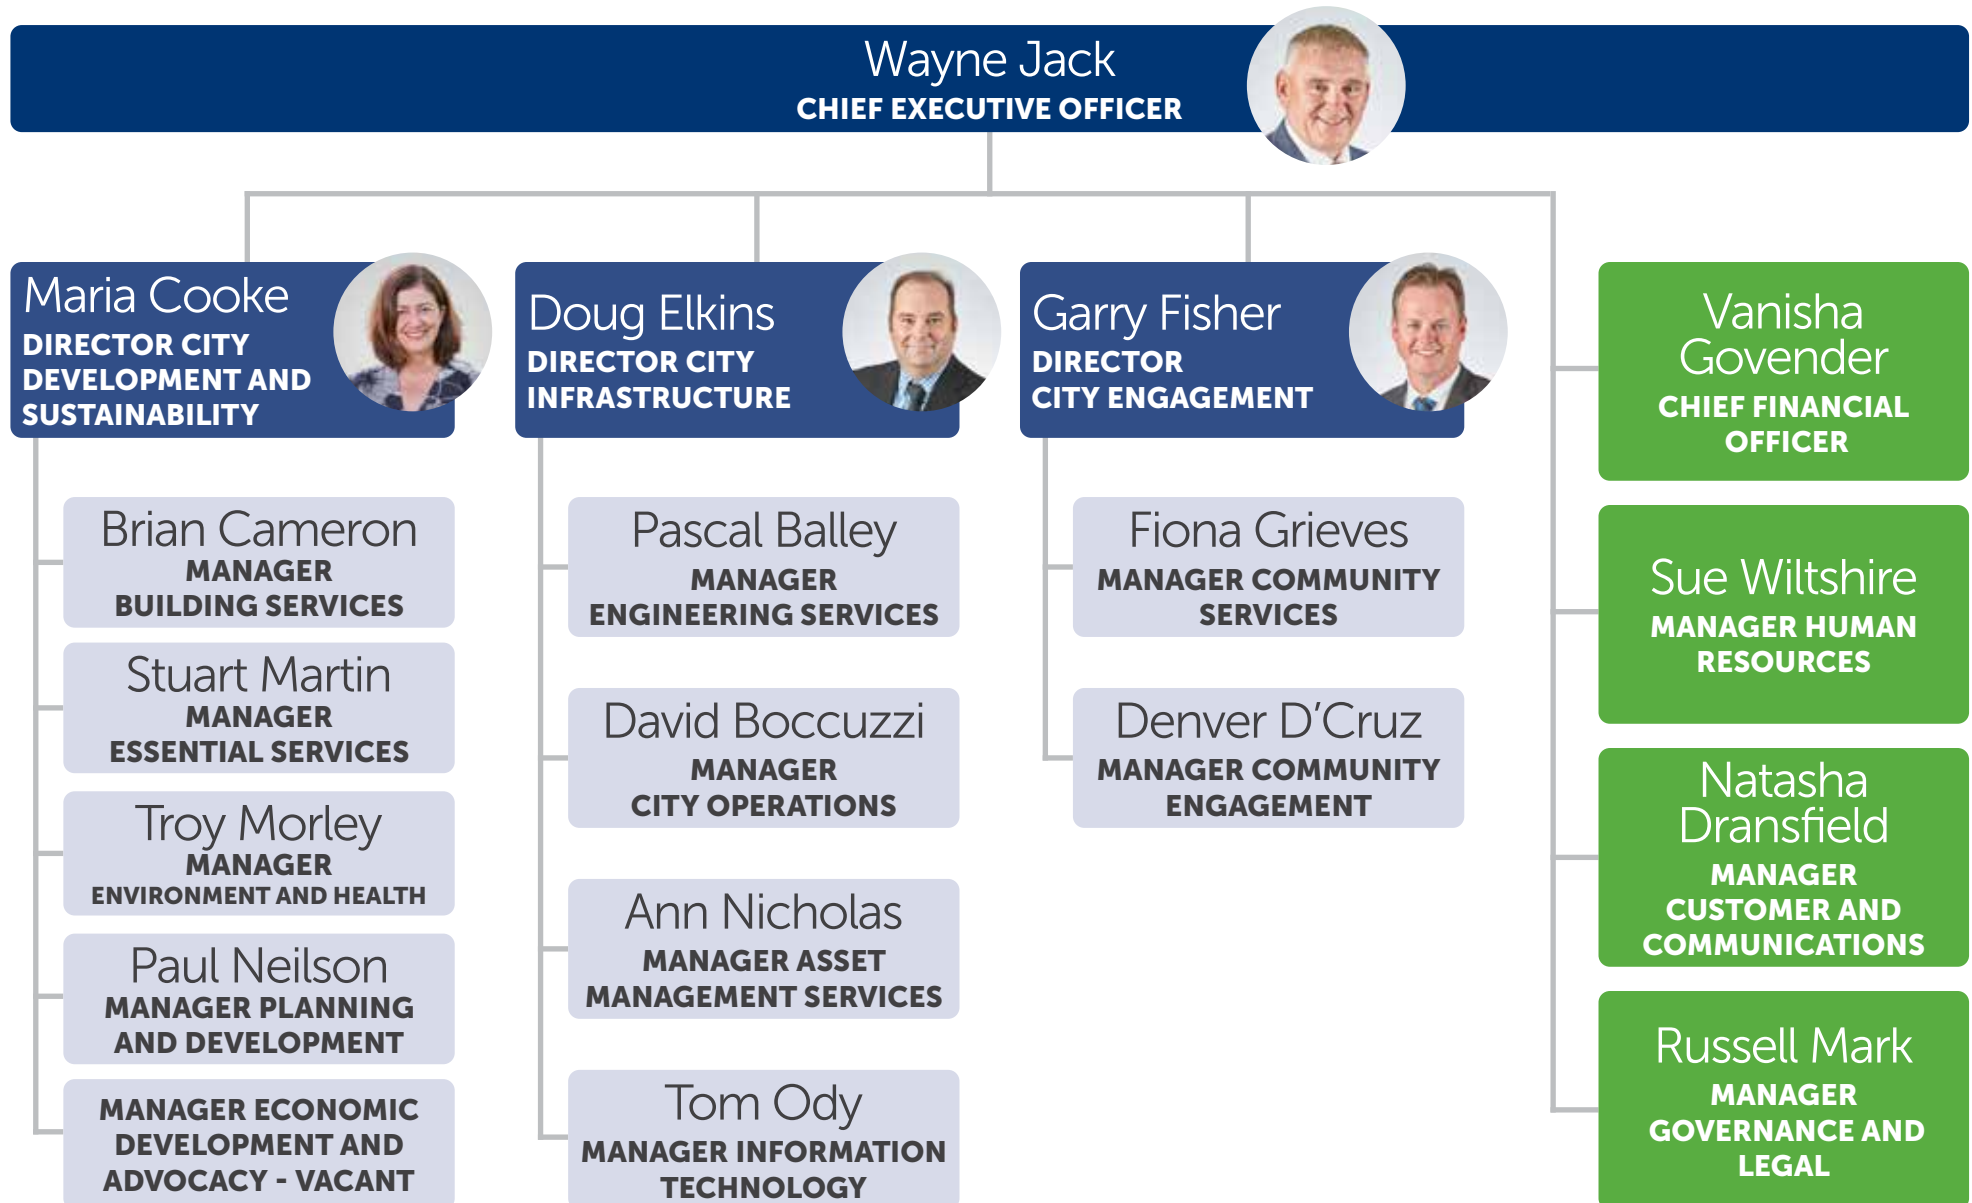 Wayne Jack
CHIEF EXECUTIVE OFFICER
Maria Cooke
DIRECTOR CITY
DEVELOPMENT AND
SUSTAINABILITY
Brian Cameron
MANAGER
BUILDING SERVICES
Stuart Martin
MANAGER
ESSENTIAL SERVICES
Troy Morley
MANAGER
ENVIRONMENT AND HEALTH
Paul Neilson
MANAGER PLANNING
AND DEVELOPMENT
MANAGER ECONOMIC
DEVELOPMENT AND
ADVOCACY - VACANT
Doug Elkins
DIRECTOR CITY
INFRASTRUCTURE
Pascal Balley
MANAGER
ENGINEERING SERVICES
David Boccuzzi
MANAGER
CITY OPERATIONS
Ann Nicholas
MANAGER ASSET
MANAGEMENT SERVICES
Tom Ody
MANAGER INFORMATION
TECHNOLOGY
Garry Fisher
DIRECTOR
CITY ENGAGEMENT
Fiona Grieves
MANAGER COMMUNITY
SERVICES
Denver D'Cruz
MANAGER COMMUNITY
ENGAGEMENT
Vanisha
Govender
CHIEF FINANCIAL
OFFICER
Sue Wiltshire
MANAGER HUMAN
RESOURCES
Natasha
Dransfield
MANAGER
CUSTOMER AND
COMMUNICATIONS
Russell Mark
MANAGER
GOVERNANCE AND
LEGAL